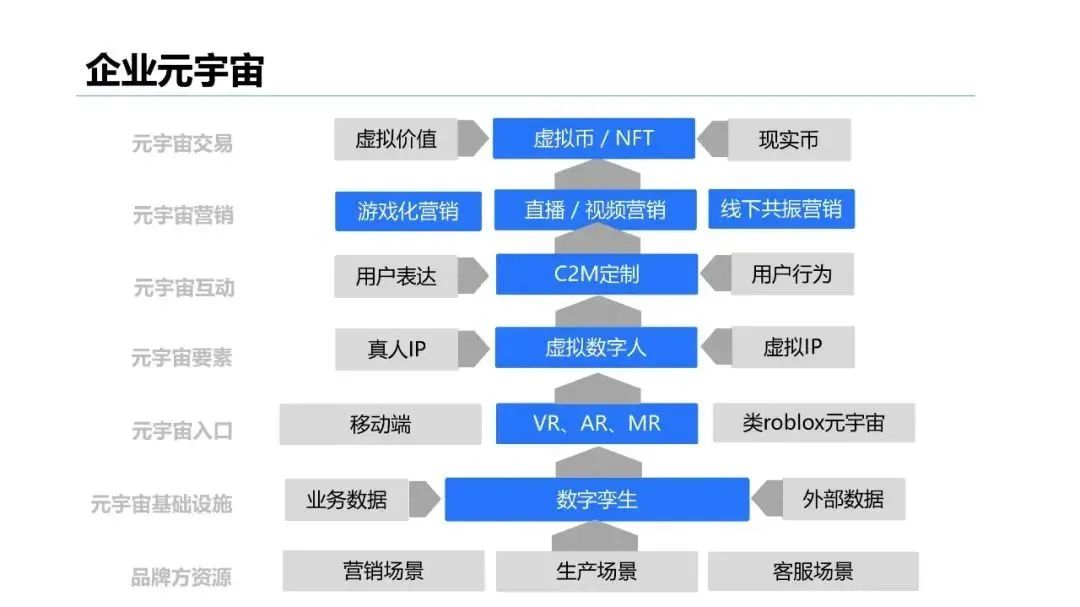 企业元宇宙
元宇宙交易
虚拟价值
虚拟币 / NFT
现实币
元宇宙营销
游戏化营销
直播 / 视频营销
线下共振营销
元宇宙互动
用户表达
C2M定制
用户行为
元宇宙要素
真人IP
虚拟数字人
虚拟IP
元宇宙入口
移动端
VR、AR、MR
类roblox元宇宙
元宇宙基础设施
业务数据
数字孪生
外部数据
品牌方资源
营销场景
生产场景
客服场景